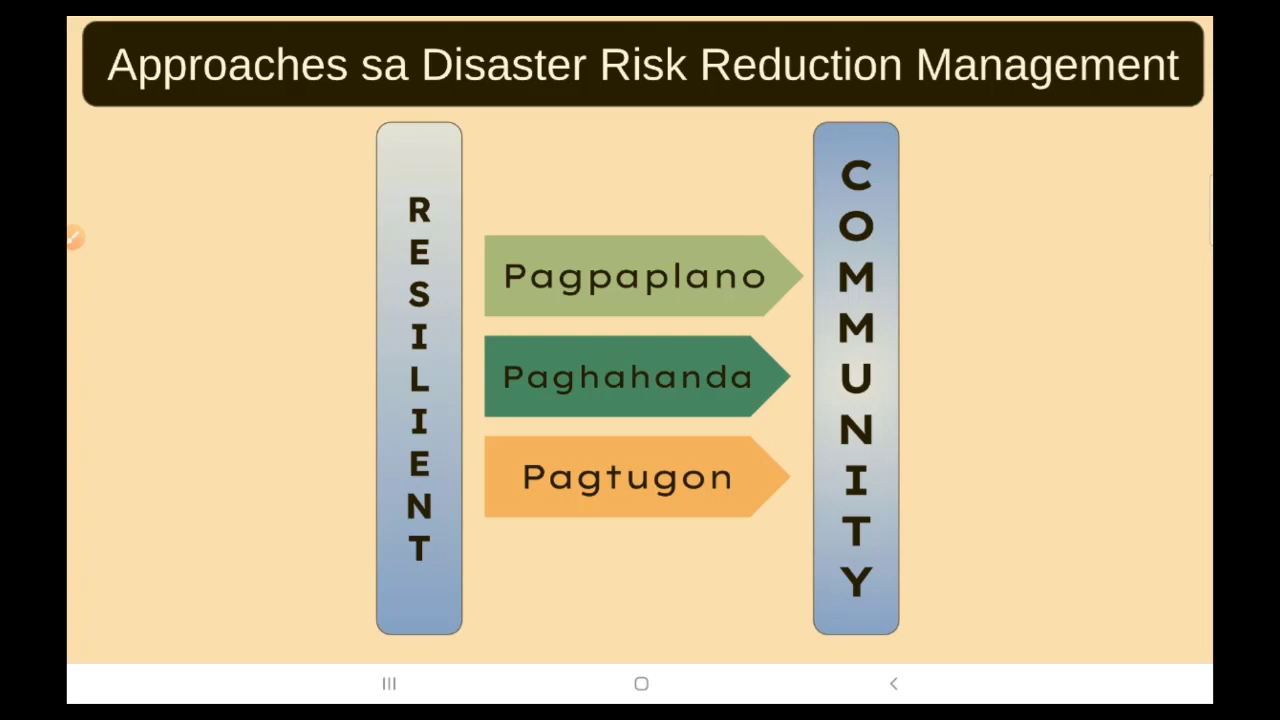 Approaches sa Disaster Risk Reduction Management
RESILIENT
Pagpaplano
Paghahanda
Pagtugon
COMMUNITY